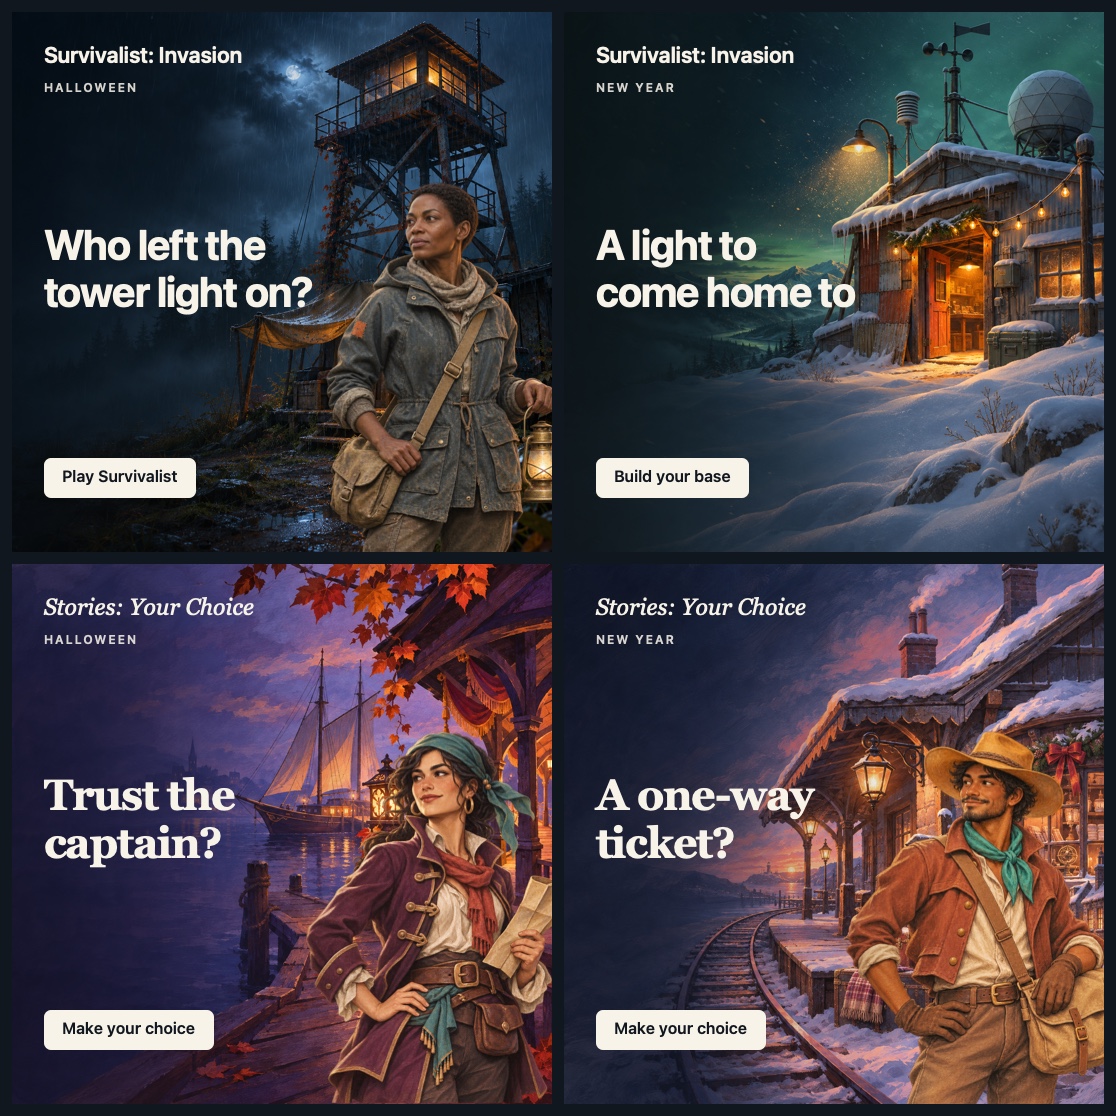 Survivalist: Invasion
HALLOWEEN
Who left the
tower light on?
Play Survivalist
Survivalist: Invasion
NEW YEAR
A light to
come home to
Build your base
Stories: Your Choice
HALLOWEEN
Trust the
captain?
Make your choice
Stories: Your Choice
NEW YEAR
A one-way
ticket?
Make your choice